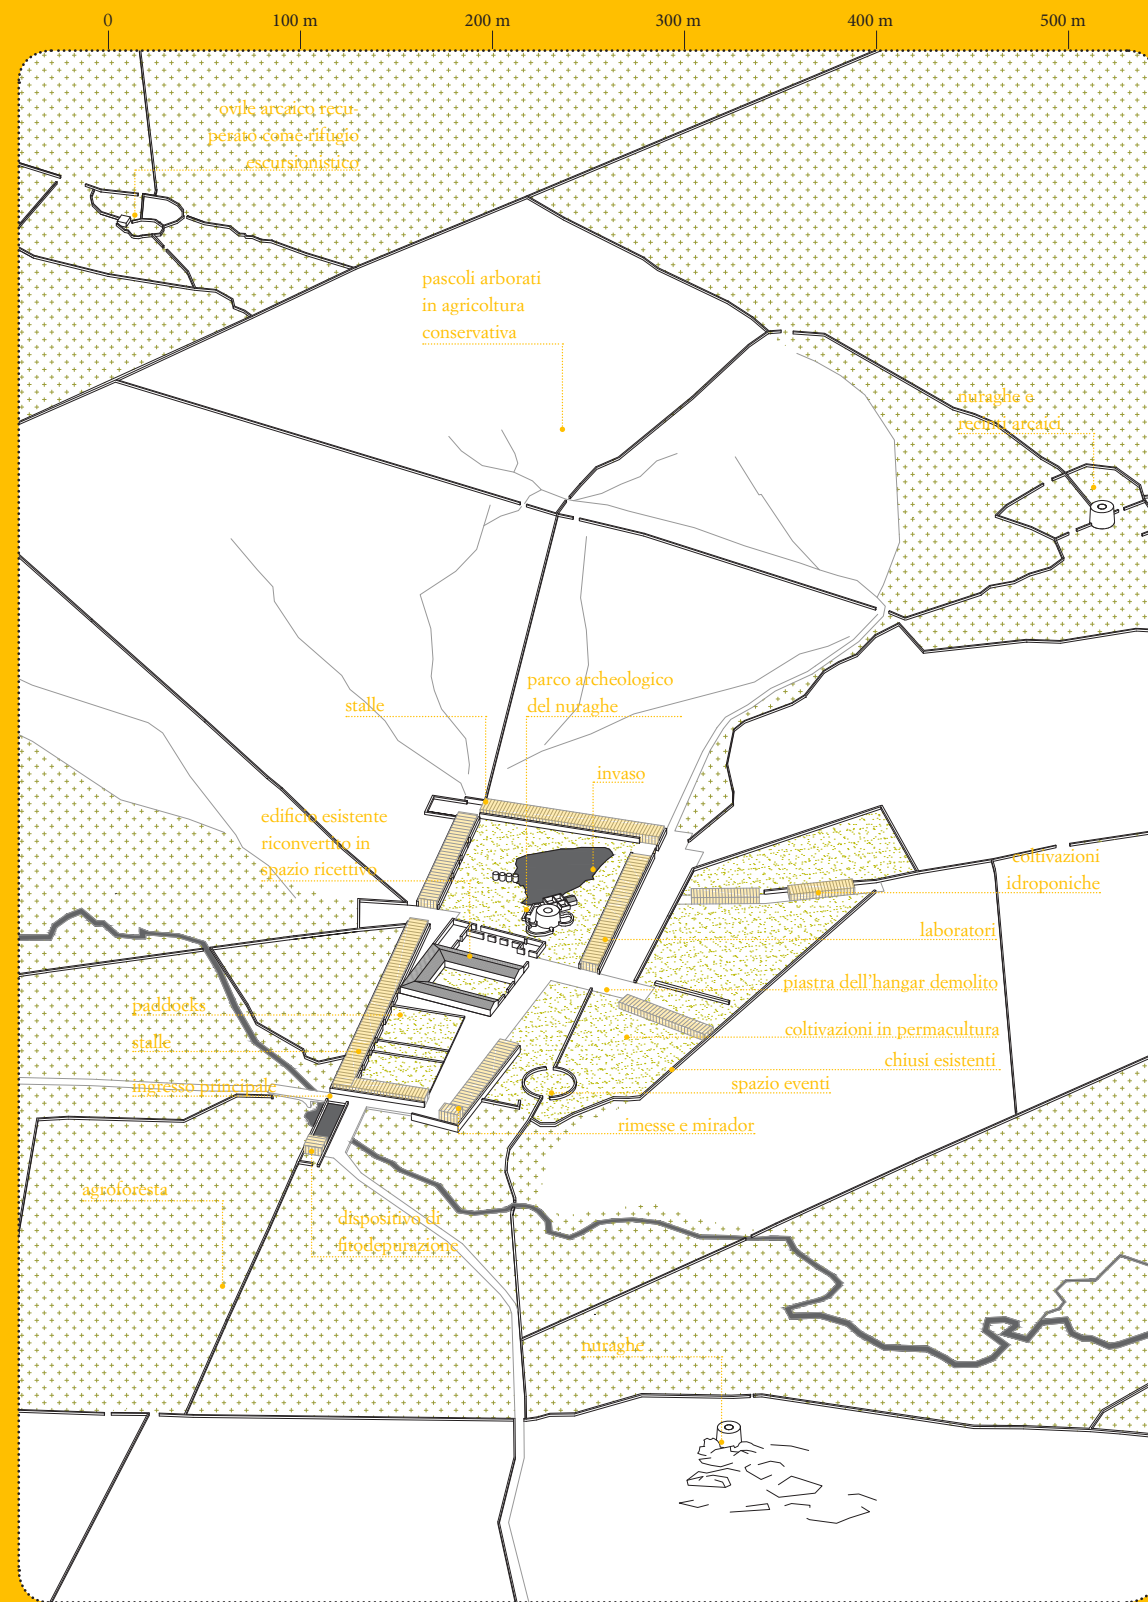 0
100 m
200 m
300 m
400 m
500 m
ovile arcaico recu-
perato come rifugio
escursionistico
pascoli arborati
in agricoltura
conservativa
nuraghe e
recinti arcaici
parco archeologico
del nuraghe
stalle
invaso
edificio esistente
riconvertito in
spazio ricettivo
coltivazioni
idroponiche
laboratori
piastra dell'hangar demolito
paddocks
coltivazioni in permacultura
stalle
chiusi esistenti
ingresso principale
spazio eventi
rimesse e mirador
agroforesta
dispositivo di
fitodepurazione
nuraghe